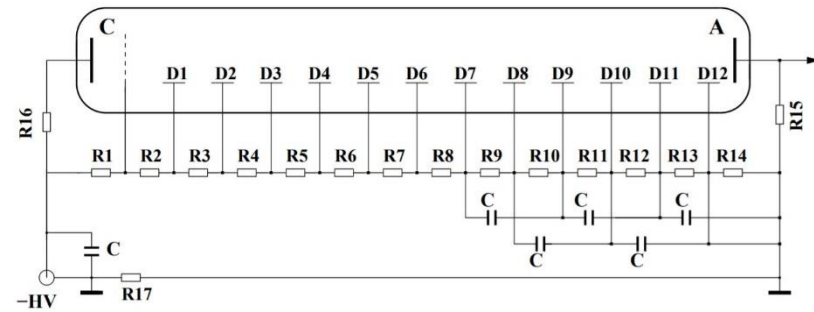 C A
D1 D2 D3 D4 D5 D6 D7 D8 D9 D10 D11 D12
R16 R15
R1 R2 R3 R4 R5 R6 R7 R8 R9 R10 R11 R12 R13 R14
C C C
C C C
R17
−HV